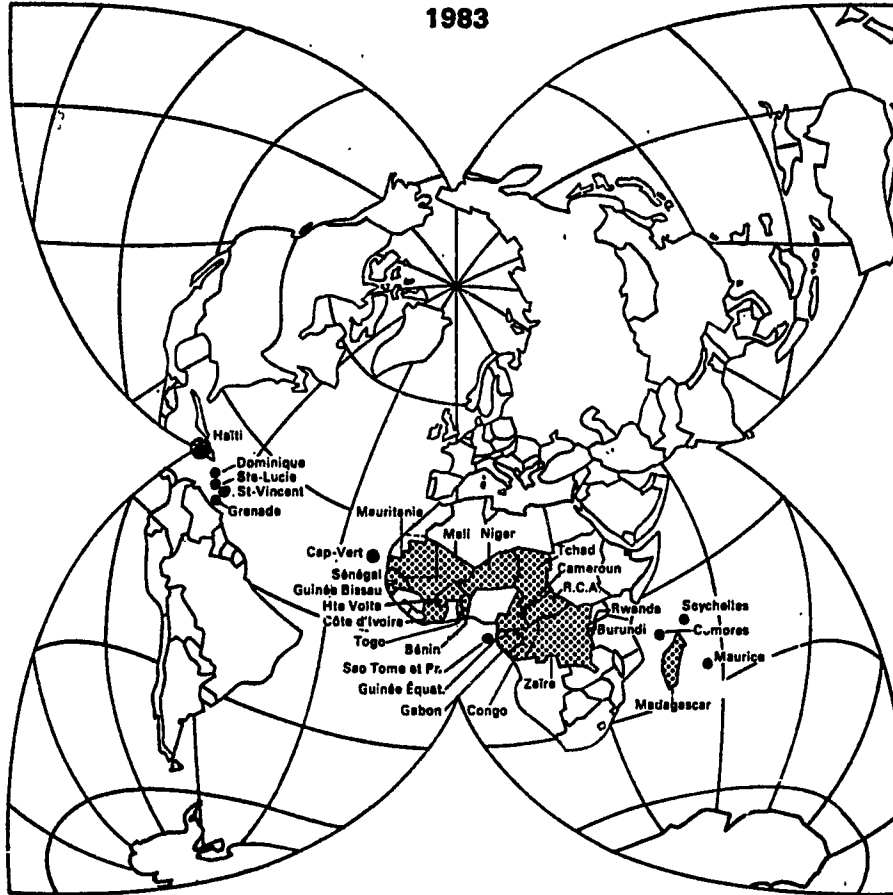 1983
Haïti
Dominique
Ste-Lucie
St-Vincent
Grenade
Mauritanie
Mali Niger
Cap-Vert
Tchad
Cameroun
Sénégal
R.C.A.
Guinée Bissau
Hte Volta
Rwanda
Seychelles
Côte d'Ivoire
Burundi
Comores
Togo
Bénin
Maurice
Sao Tome et Pr.
Guinée Équat.
Zaïre
Gabon
Congo
Madagascar